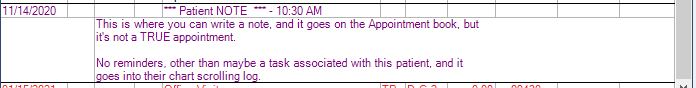 11/14/2020 *** Patient NOTE *** - 10:30 AM
This is where you can write a note, and it goes on the Appointment book, but
it's not a TRUE appointment.
No reminders, other than maybe a task associated with this patient, and it
goes into their chart scrolling log.